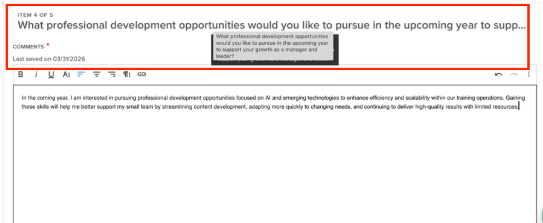 ITEM 4 OF 5
What professional development opportunities would you like to pursue in the upcoming year to supp...
COMMENTS *
What professional development opportunities
would you like to pursue in the upcoming year
to support your growth as a manager and
leader?
Last saved on 03/31/2026
B i U
In the coming year, I am interested in pursuing professional development opportunities focused on AI and emerging technologies to enhance efficiency and scalability within our training operations. Gaining
these skills will help me better support my small team by streamlining content development, adapting more quickly to changing needs, and continuing to deliver high-quality results with limited resources.